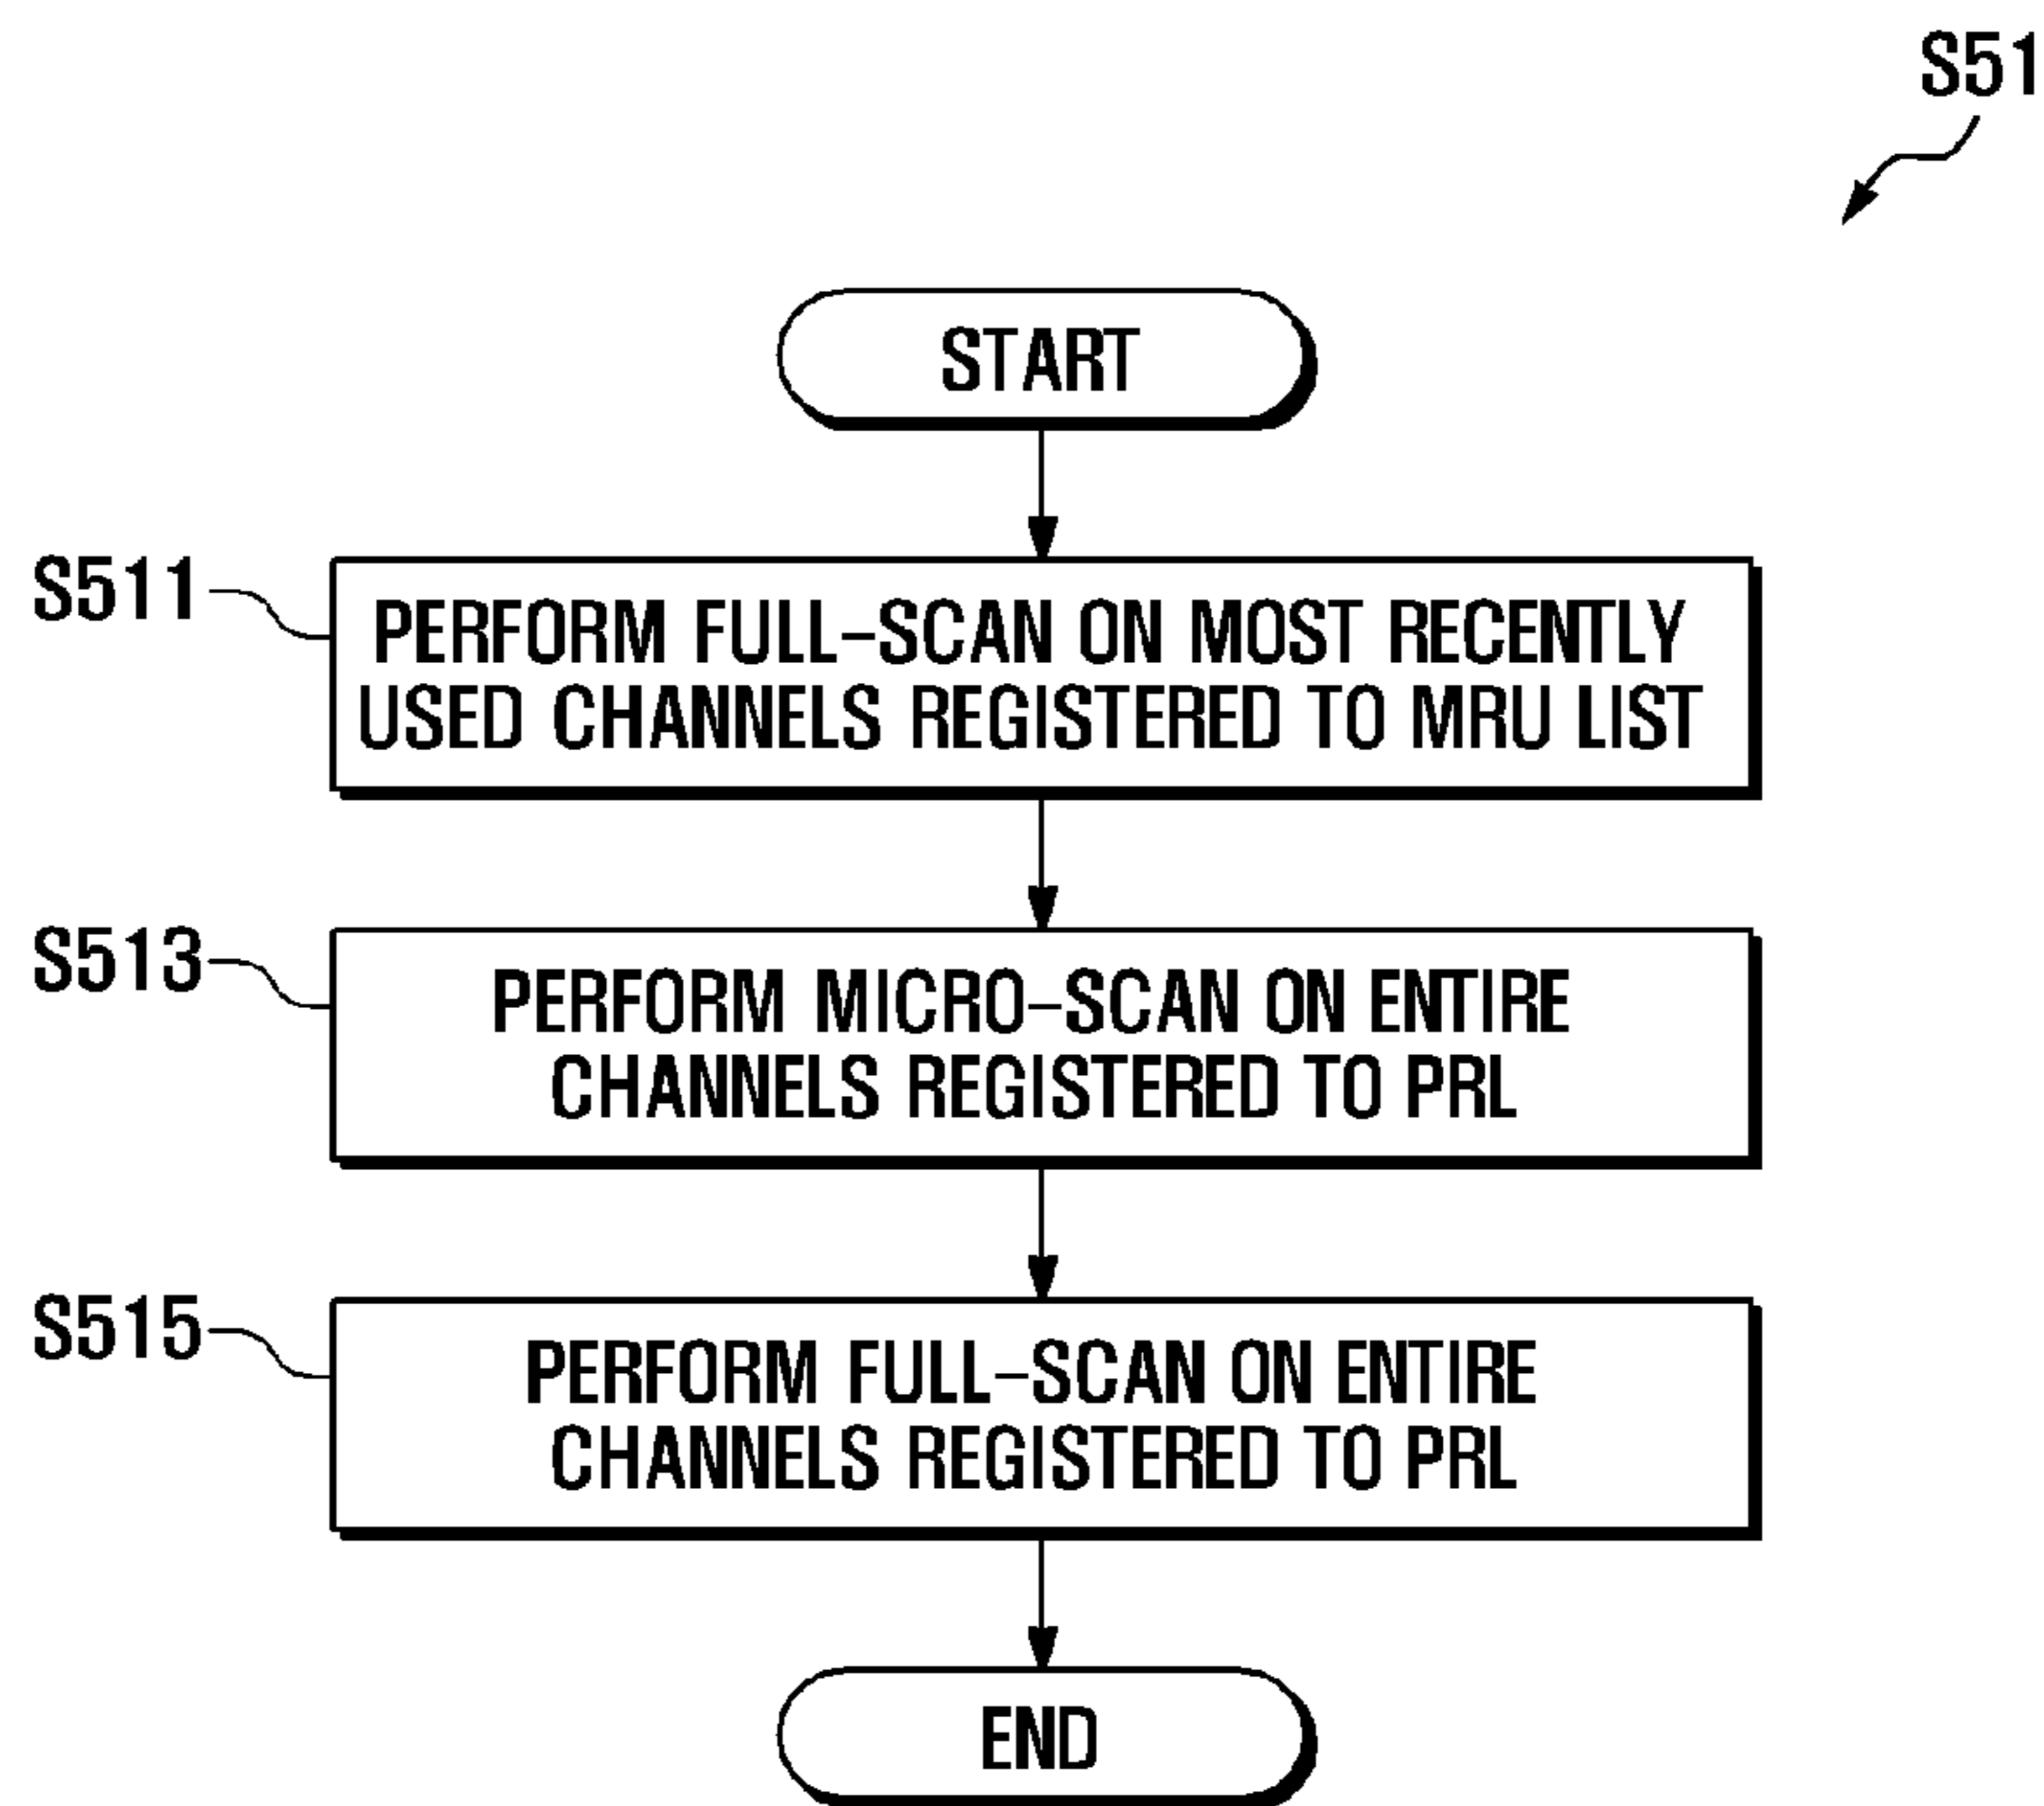 S51
START
S511
PERFORM FULL-SCAN ON MOST RECENTLY
USED CHANNELS REGISTERED TO MRU LIST
S513
PERFORM MICRO-SCAN ON ENTIRE
CHANNELS REGISTERED TO PRL
S515
PERFORM FULL-SCAN ON ENTIRE
CHANNELS REGISTERED TO PRL
END